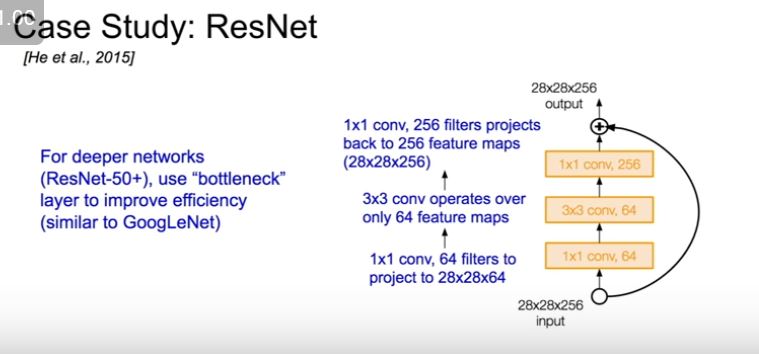 1.00
Case Study: ResNet
[He et al., 2015]
For deeper networks
(ResNet-50+), use “bottleneck”
layer to improve efficiency
(similar to GoogLeNet)
1x1 conv, 256 filters projects
back to 256 feature maps
(28x28x256)
3x3 conv operates over
only 64 feature maps
1x1 conv, 64 filters to
project to 28x28x64
28x28x256
output
1x1 conv, 256
3x3 conv, 64
1x1 conv, 64
28x28x256
input